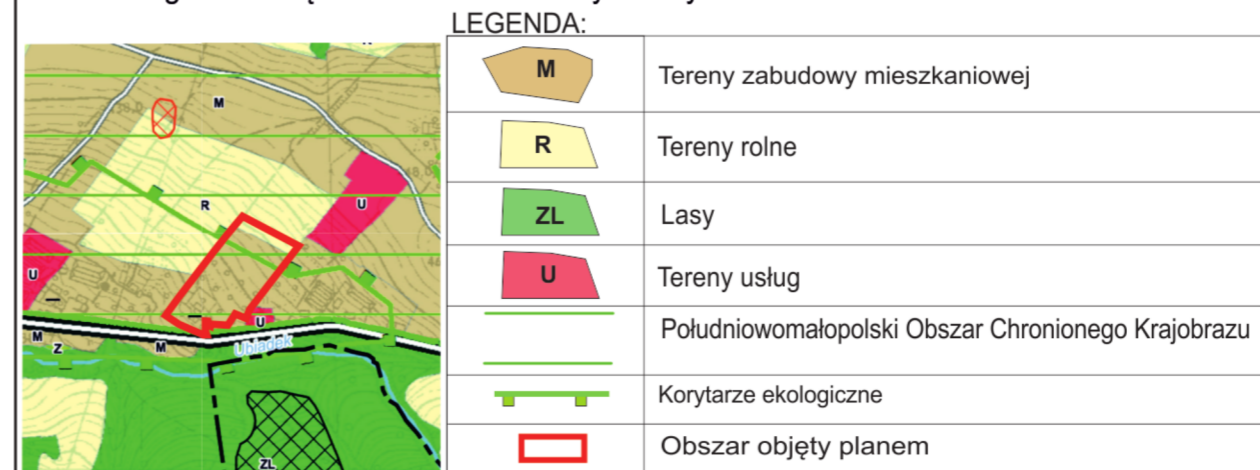 LEGENDA:
M Tereny zabudowy mieszkaniowej
R Tereny rolne
ZL Lasy
U Tereny usług
Południowomałopolski Obszar Chronionego Krajobrazu
Korytarze ekologiczne
Obszar objęty planem
M
R
U
U
U
M
Z
M
Ubiadek
ZL